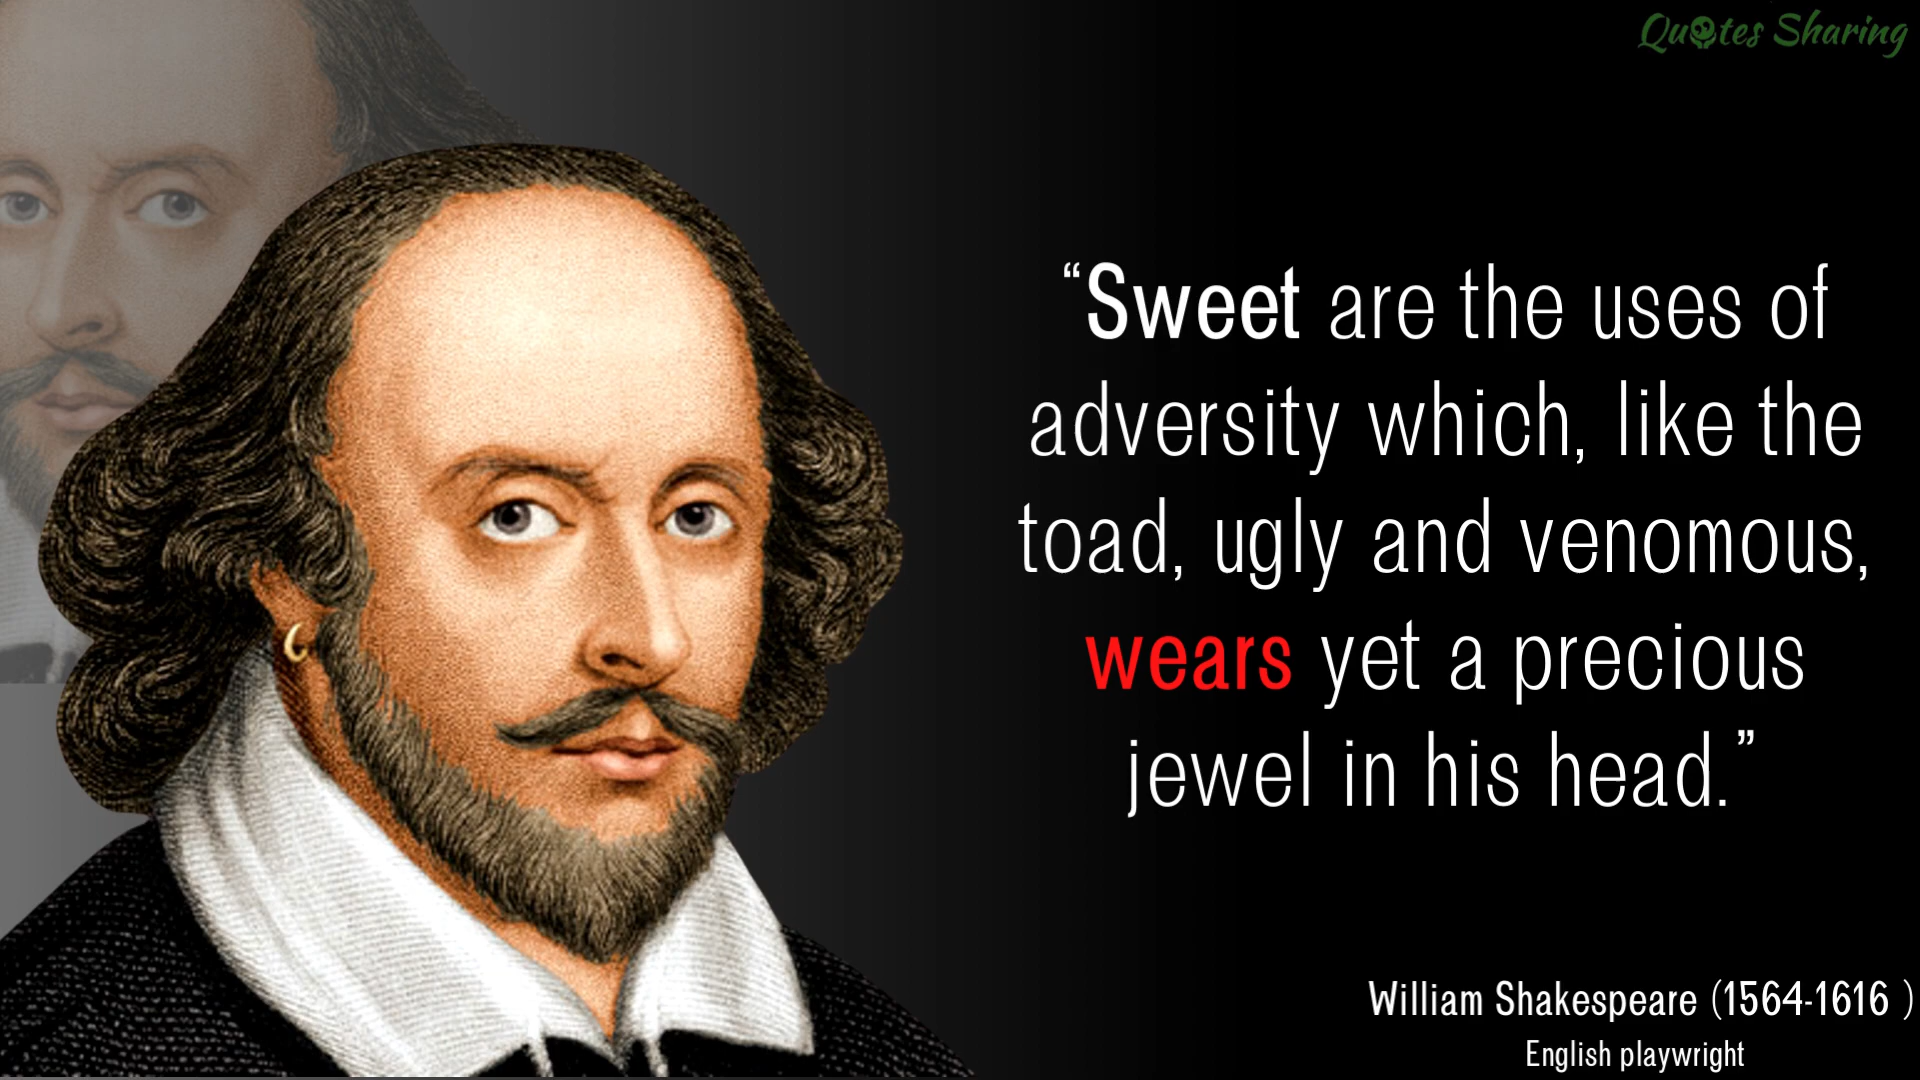 Quotes Sharing
“Sweet are the uses of
adversity which, like the
toad, ugly and venomous,
wears yet a precious
jewel in his head.”
William Shakespeare (1564-1616 )
English playwright